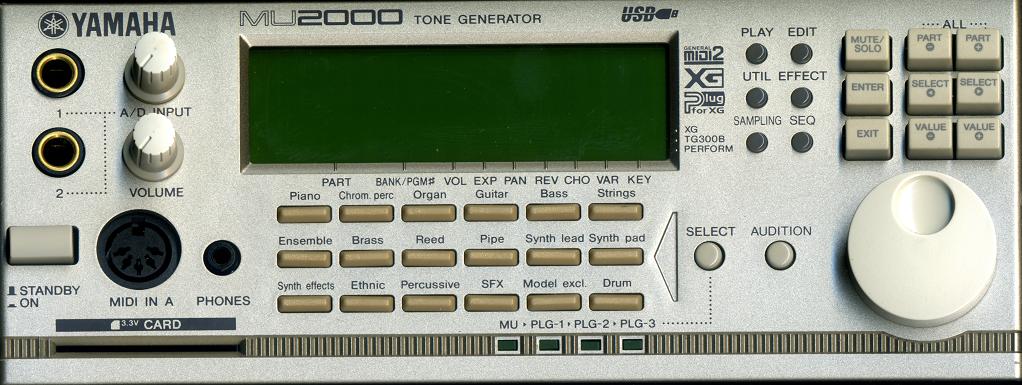 YAMAHA
MU2000 TONE GENERATOR
USB
ALL
PLAY EDIT
UTIL EFFECT
SAMPLING SEQ
MUTE/
SOLO
PART
-
PART
+
ENTER
SELECT
SELECT
EXIT
VALUE
-
VALUE
+
GENERAL
MIDI2
XG
Plug
for XG
XG
TG300B
PERFORM
1
A/D INPUT
2
VOLUME
PART BANK/PGM# VOL EXP PAN REV CHO VAR KEY
Piano Chrom. perc. Organ Guitar Bass Strings
Ensemble Brass Reed Pipe Synth lead Synth pad
Synth effects Ethnic Percussive SFX Model excl. Drum
SELECT AUDITION
MU PLG-1 PLG-2 PLG-3
STANDBY
ON
MIDI IN A
PHONES
3.3V CARD